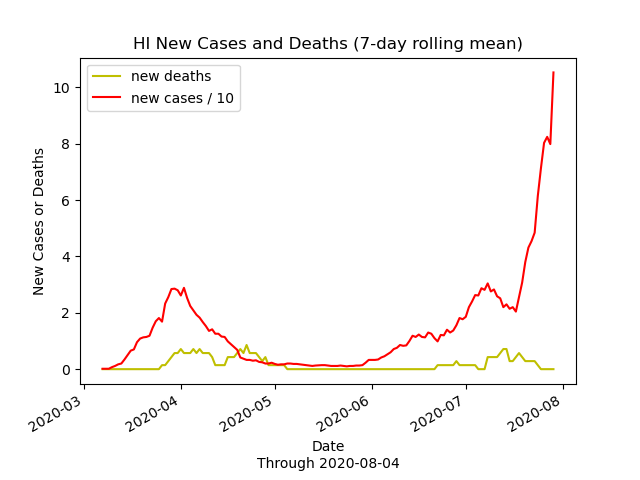 HI New Cases and Deaths (7-day rolling mean)
new deaths
new cases / 10
New Cases or Deaths
10
8
6
4
2
0
2020-03
2020-04
2020-05
2020-06
2020-07
2020-08
Date
Through 2020-08-04